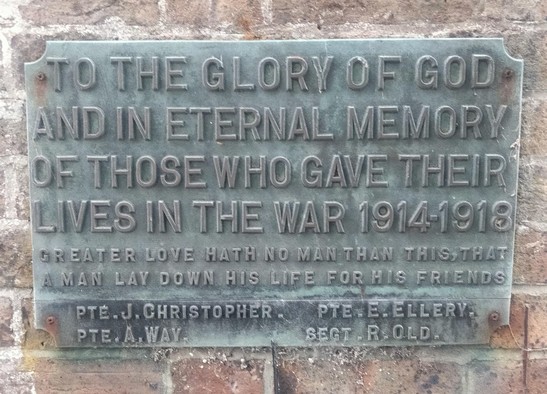 TO THE GLORY OF GOD
AND IN ETERNAL MEMORY
OF THOSE WHO GAVE THEIR
LIVES IN THE WAR 1914-1918
GREATER LOVE HATH NO MAN THAN THIS, THAT
A MAN LAY DOWN HIS LIFE FOR HIS FRIENDS
PTE. J. CHRISTOPHER. PTE. E. ELLERY.
PTE. A. WAY. SEGT. R. OLD.